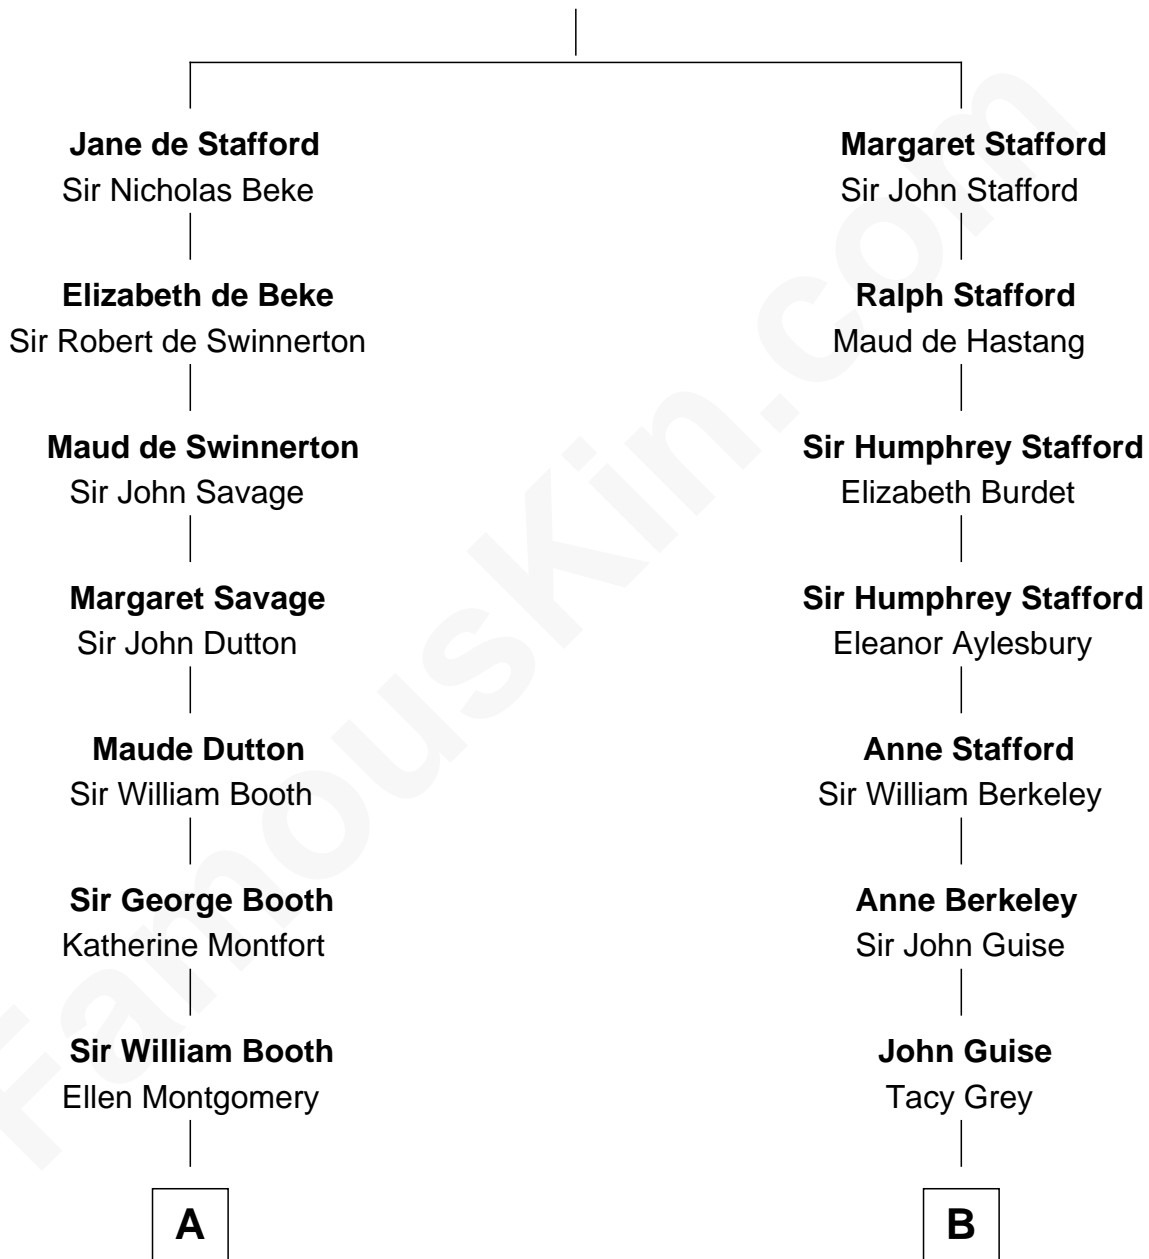 Jane de Stafford
Sir Nicholas Beke
Elizabeth de Beke
Sir Robert de Swinnerton
Maud de Swinnerton
Sir John Savage
Margaret Savage
Sir John Dutton
Maude Dutton
Sir William Booth
Sir George Booth
Katherine Montfort
Sir William Booth
Ellen Montgomery
A
Margaret Stafford
Sir John Stafford
Ralph Stafford
Maud de Hastang
Sir Humphrey Stafford
Elizabeth Burdet
Sir Humphrey Stafford
Eleanor Aylesbury
Anne Stafford
Sir William Berkeley
Anne Berkeley
Sir John Guise
John Guise
Tacy Grey
B
FamousKin.com